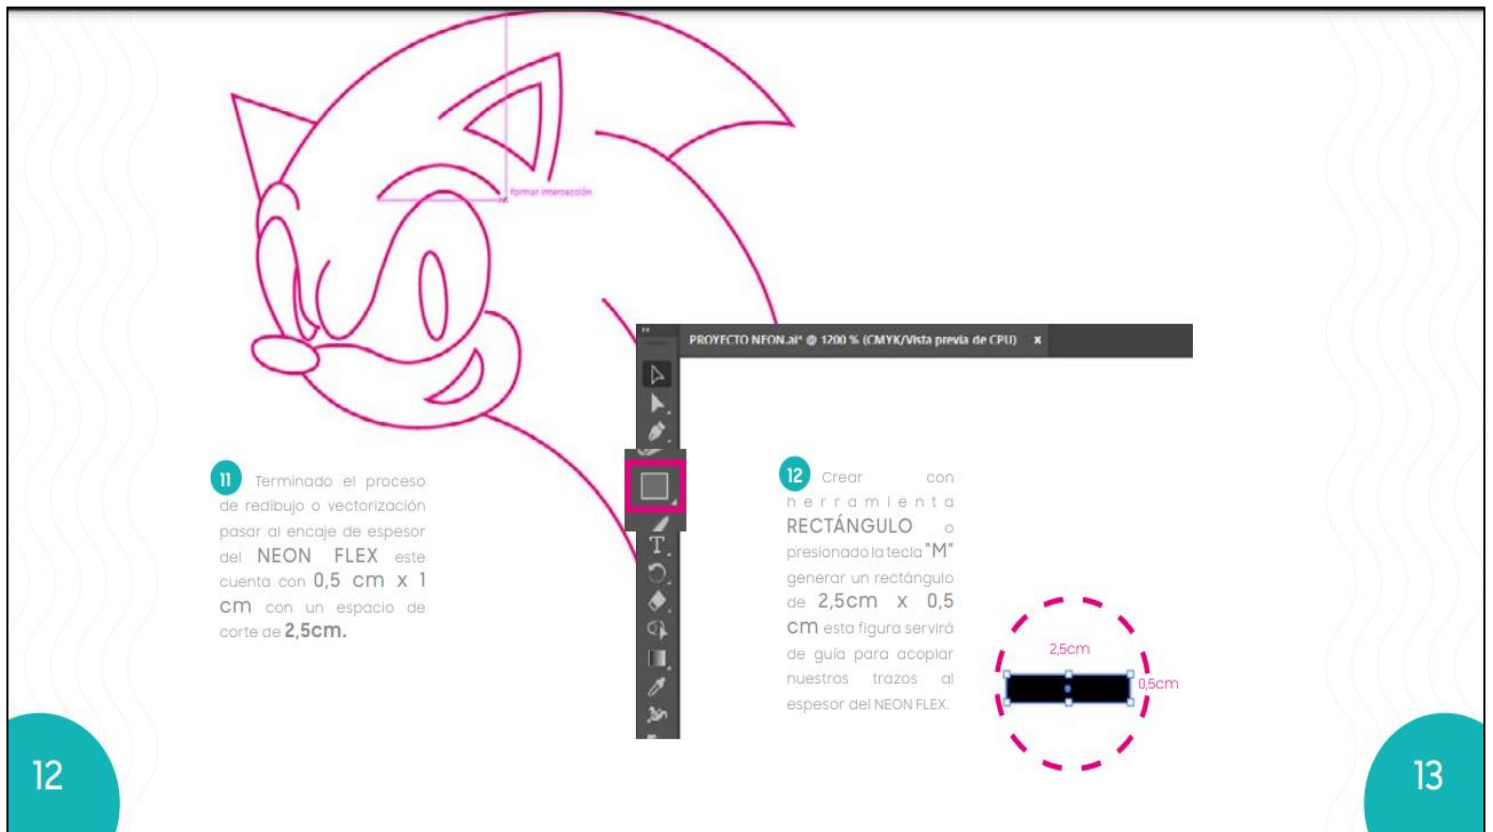 formar intersección
PROYECTO NEON.ai* @ 1200 % (CMYK/Vista previa de CPU) x
11 Terminado el proceso
de redibujo o vectorización
pasar al encaje de espesor
del NEON FLEX este
cuenta con 0,5 cm x 1
cm con un espacio de
corte de 2,5cm.
12 Crear con
herramienta
RECTÁNGULO o
presionado la tecla "M"
generar un rectángulo
de 2,5cm x 0,5
cm esta figura servirá
de guía para acoplar
nuestros trazos al
espesor del NEON FLEX.
2,5cm
0,5cm
12
13